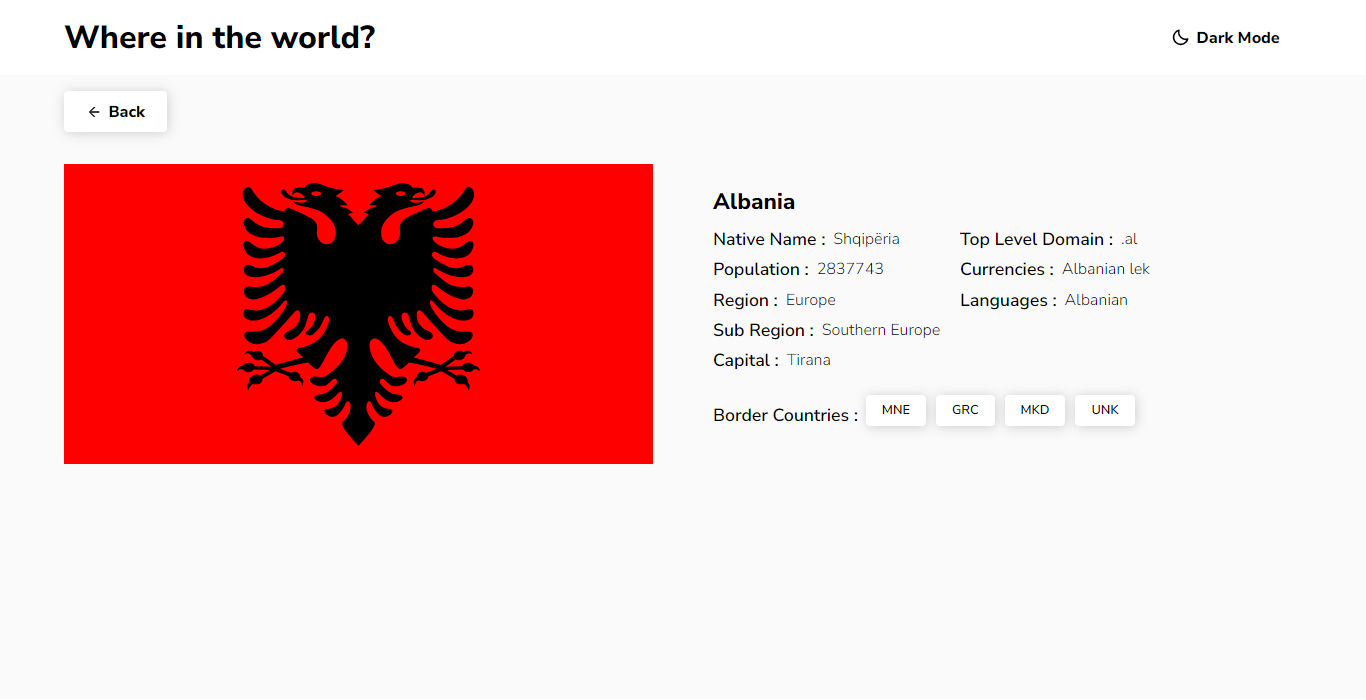 Where in the world?
Dark Mode
Back
Albania
Native Name : Shqipëria
Population : 2837743
Region : Europe
Sub Region : Southern Europe
Capital : Tirana
Top Level Domain : .al
Currencies : Albanian lek
Languages : Albanian
Border Countries : MNE GRC MKD UNK